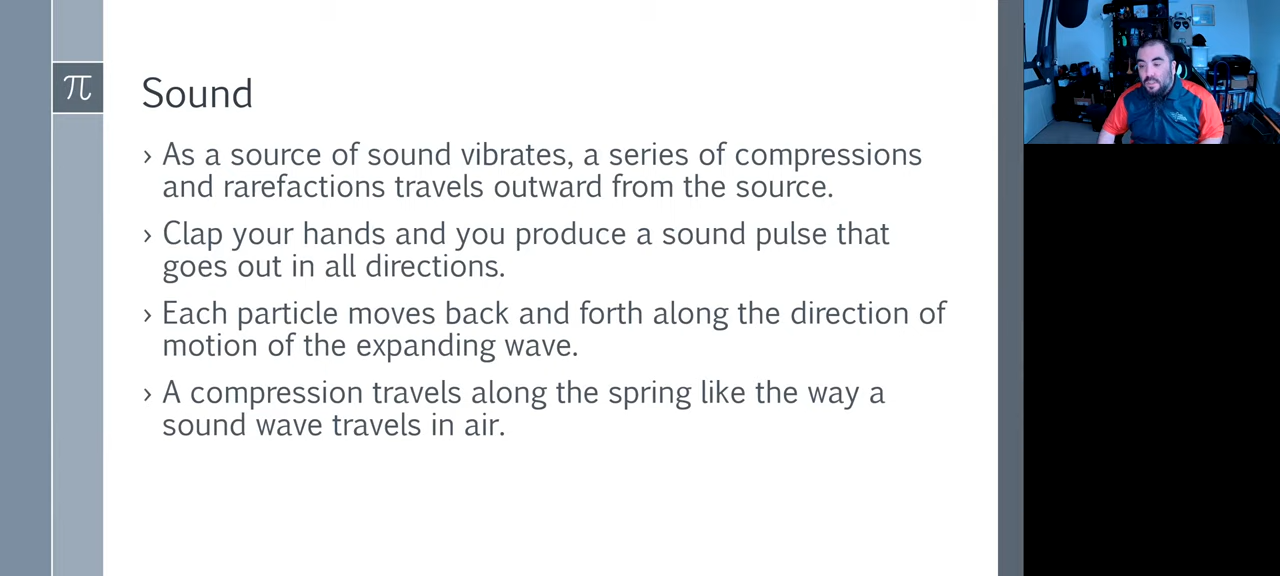 π
Sound
› As a source of sound vibrates, a series of compressions
and rarefactions travels outward from the source.
› Clap your hands and you produce a sound pulse that
goes out in all directions.
› Each particle moves back and forth along the direction of
motion of the expanding wave.
› A compression travels along the spring like the way a
sound wave travels in air.